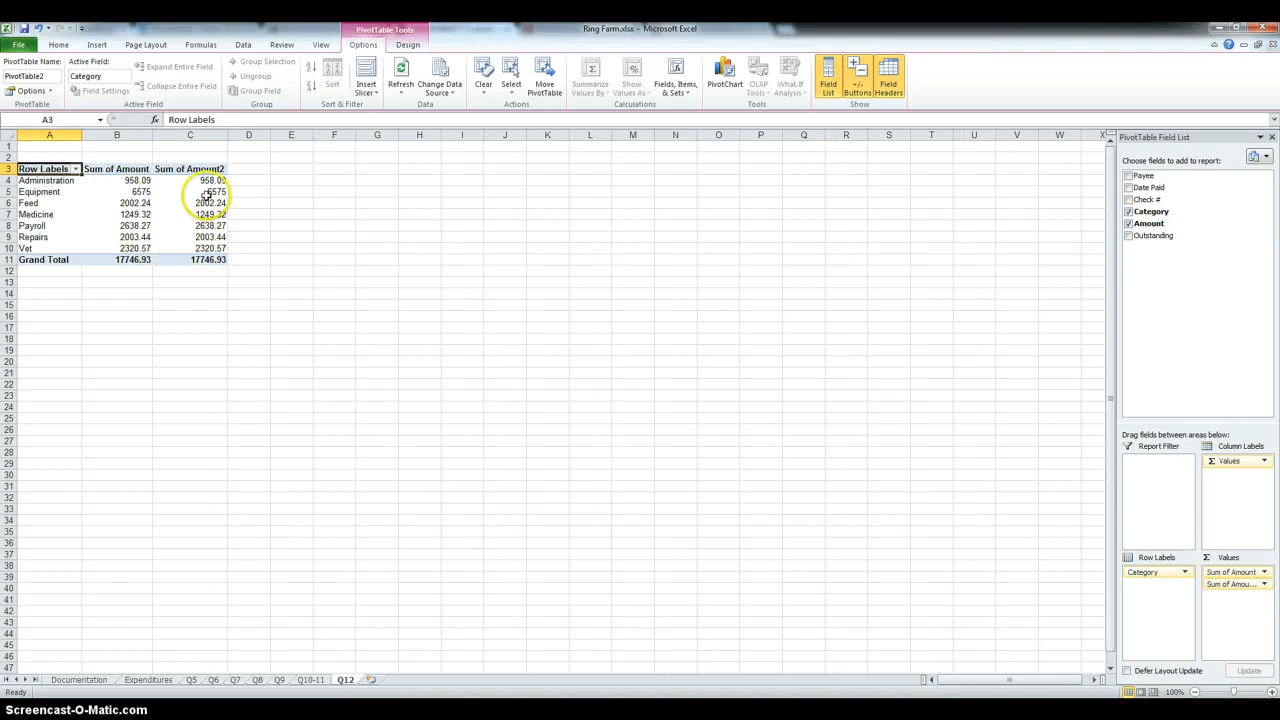 PivotTable Tools
Ring Farm.xlsx - Microsoft Excel
File Home Insert Page Layout Formulas Data Review View Options Design
PivotTable Name: Active Field:
PivotTable2 Category
Options Field Settings
Expand Entire Field
Collapse Entire Field
Group Selection
Ungroup
Group Field
Sort
Insert Slicer
Refresh
Change Data Source
Clear
Select
Move PivotTable
Summarize Values By
Show Values As
Fields, Items, & Sets
PivotChart
OLAP Tools
What-If Analysis
Field List
+/- Buttons
Field Headers
PivotTable Active Field Group Sort & Filter Data Actions Calculations Tools Show
A3 fx Row Labels
A B C D E F G H I J K L M N O P Q R S T U V W X
1
2
3 Row Labels Sum of Amount Sum of Amount2
4 Administration 958.09 958.09
5 Equipment 6575 6575
6 Feed 2002.24 2002.24
7 Medicine 1249.32 1249.32
8 Payroll 2638.27 2638.27
9 Repairs 2003.44 2003.44
10 Vet 2320.57 2320.57
11 Grand Total 17746.93 17746.93
12
13
14
15
16
17
18
19
20
21
22
23
24
25
26
27
28
29
30
31
32
33
34
35
36
37
38
39
40
41
42
43
44
45
46
47
PivotTable Field List
Choose fields to add to report:
Payee
Date Paid
Check #
Category
Amount
Outstanding
Drag fields between areas below:
Report Filter Column Labels
Σ Values
Row Labels Σ Values
Category Sum of Amount
Sum of Amou...
Defer Layout Update Update
Documentation Expenditures Q5 Q6 Q7 Q8 Q9 Q10-11 Q12
Ready 100%
Screencast-O-Matic.com